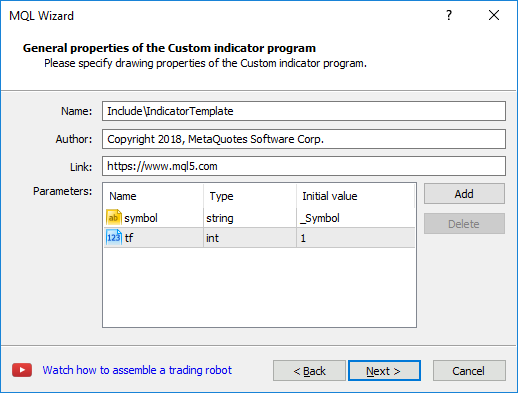 MQL Wizard
?
General properties of the Custom indicator program
Please specify drawing properties of the Custom indicator program.
Name: Include\IndicatorTemplate
Author: Copyright 2018, MetaQuotes Software Corp.
Link: https://www.mql5.com
Parameters: Name Type Initial value Add
ab symbol string _Symbol Delete
123 tf int 1
Watch how to assemble a trading robot < Back Next > Cancel